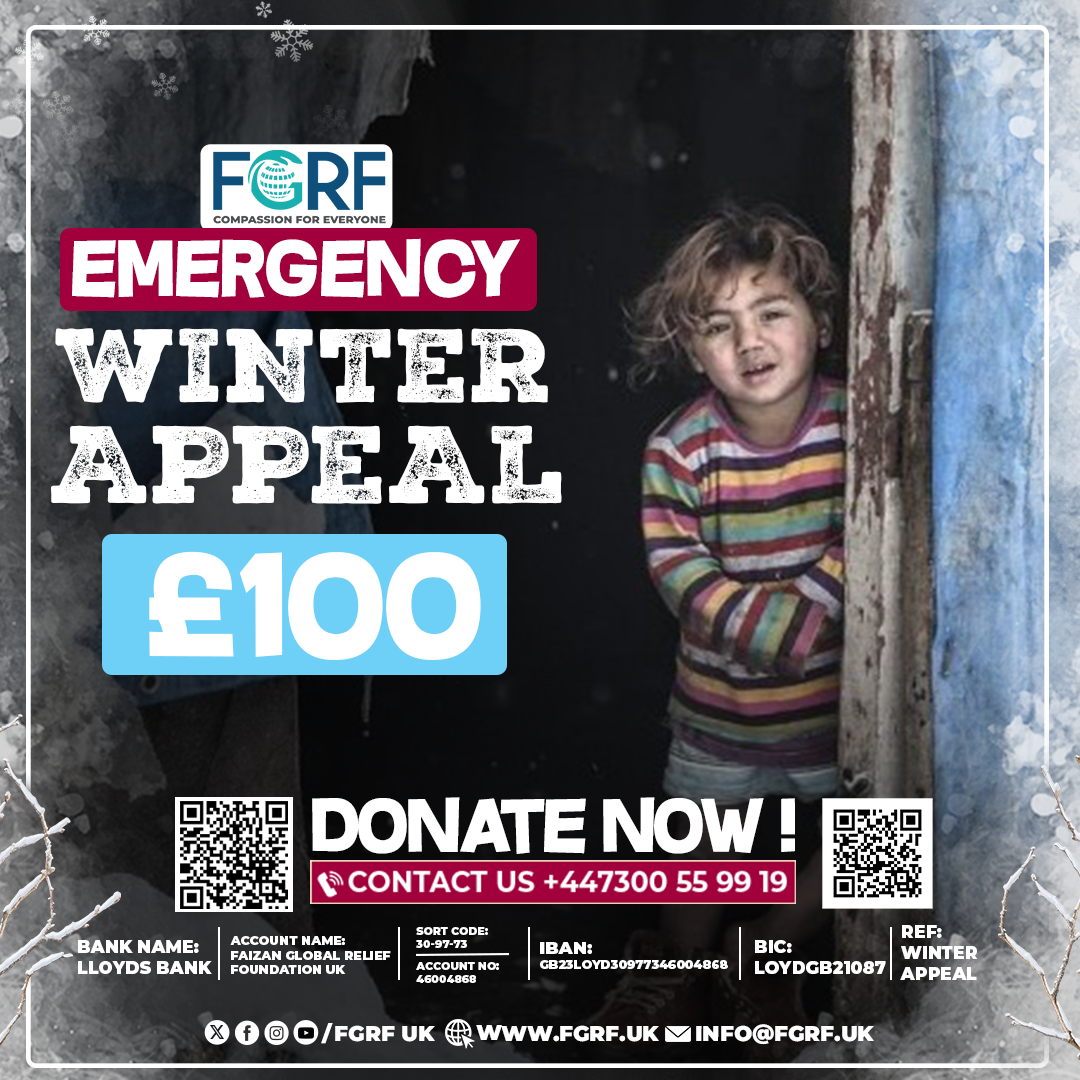 FGRF
COMPASSION FOR EVERYONE
EMERGENCY
WINTER
APPEAL
£100
DONATE NOW !
CONTACT US +447300 55 99 19
BANK NAME:
LLOYDS BANK
ACCOUNT NAME:
FAIZAN GLOBAL RELIEF
FOUNDATION UK
SORT CODE:
30-97-73
ACCOUNT NO:
46004868
IBAN:
GB23LOYD30977346004868
BIC:
LOYDGB21087
REF:
WINTER
APPEAL
/FGRF UK WWW.FGRF.UK INFO@FGRF.UK